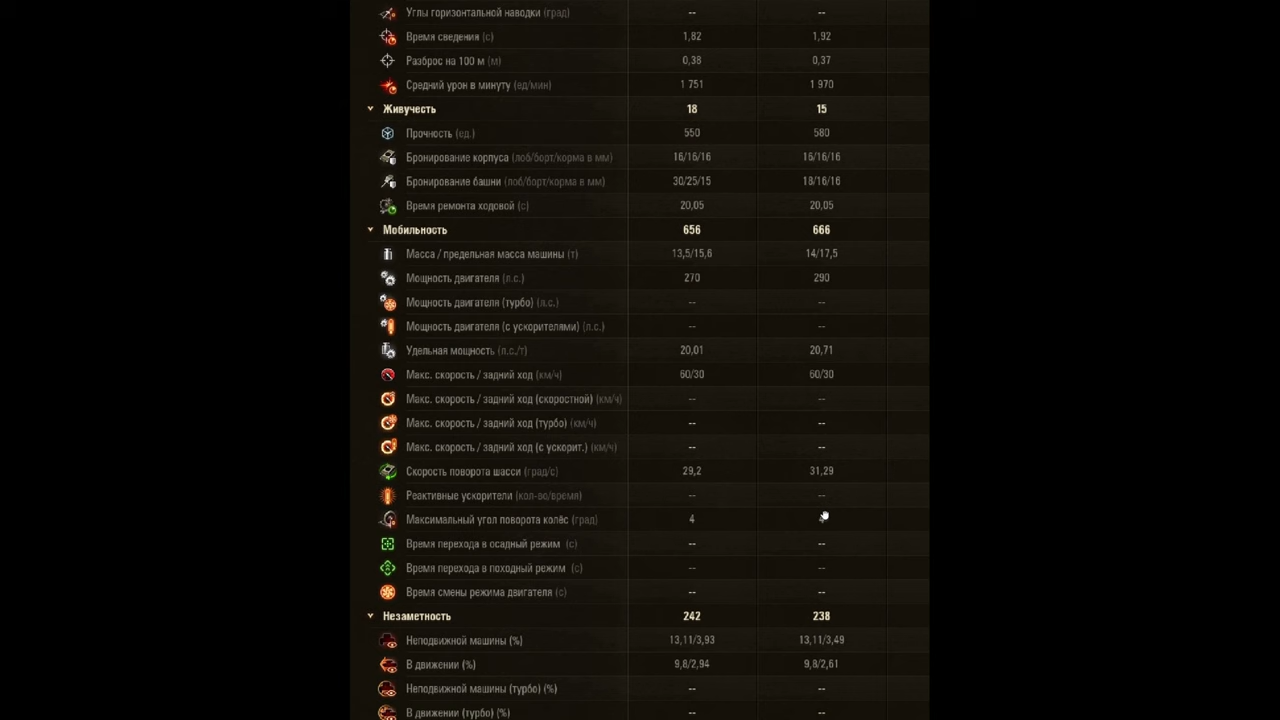 Углы горизонтальной наводки (град) -- --
Время сведения (с) 1,82 1,92
Разброс на 100 м (м) 0,38 0,37
Средний урон в минуту (ед/мин) 1 751 1 970
Живучесть 18 15
Прочность (ед.) 550 580
Бронирование корпуса (лоб/борт/корма в мм) 16/16/16 16/16/16
Бронирование башни (лоб/борт/корма в мм) 30/25/15 18/16/16
Время ремонта ходовой (с) 20,05 20,05
Мобильность 656 666
Масса / предельная масса машины (т) 13,5/15,6 14/17,5
Мощность двигателя (л.с.) 270 290
Мощность двигателя (турбо) (л.с.) -- --
Мощность двигателя (с ускорителями) (л.с.) -- --
Удельная мощность (л.с./т) 20,01 20,71
Макс. скорость / задний ход (км/ч) 60/30 60/30
Макс. скорость / задний ход (скоростной) (км/ч) -- --
Макс. скорость / задний ход (турбо) (км/ч) -- --
Макс. скорость / задний ход (с ускорит.) (км/ч) -- --
Скорость поворота шасси (град/с) 29,2 31,29
Реактивные ускорители (кол-во/время) -- --
Максимальный угол поворота колёс (град) 4
Время перехода в осадный режим (с) -- --
Время перехода в походный режим (с) -- --
Время смены режима двигателя (с) -- --
Незаметность 242 238
Неподвижной машины (%) 13,11/3,93 13,11/3,49
В движении (%) 9,8/2,94 9,8/2,61
Неподвижной машины (турбо) (%) -- --
В движении (турбо) (%) -- --